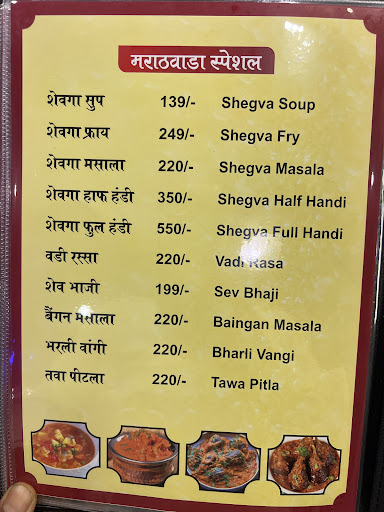 मराठवाडा स्पेशल
शेवगा सुप 139/- Shegva Soup
शेवगा फ्राय 249/- Shegva Fry
शेवगा मसाला 220/- Shegva Masala
शेवगा हाफ हंडी 350/- Shegva Half Handi
शेवगा फुल हंडी 550/- Shegva Full Handi
वडी रस्सा 220/- Vadi Rasa
शेव भाजी 199/- Sev Bhaji
बैंगन मसाला 220/- Baingan Masala
भरली वांगी 220/- Bharli Vangi
तवा पीटला 220/- Tawa Pitla